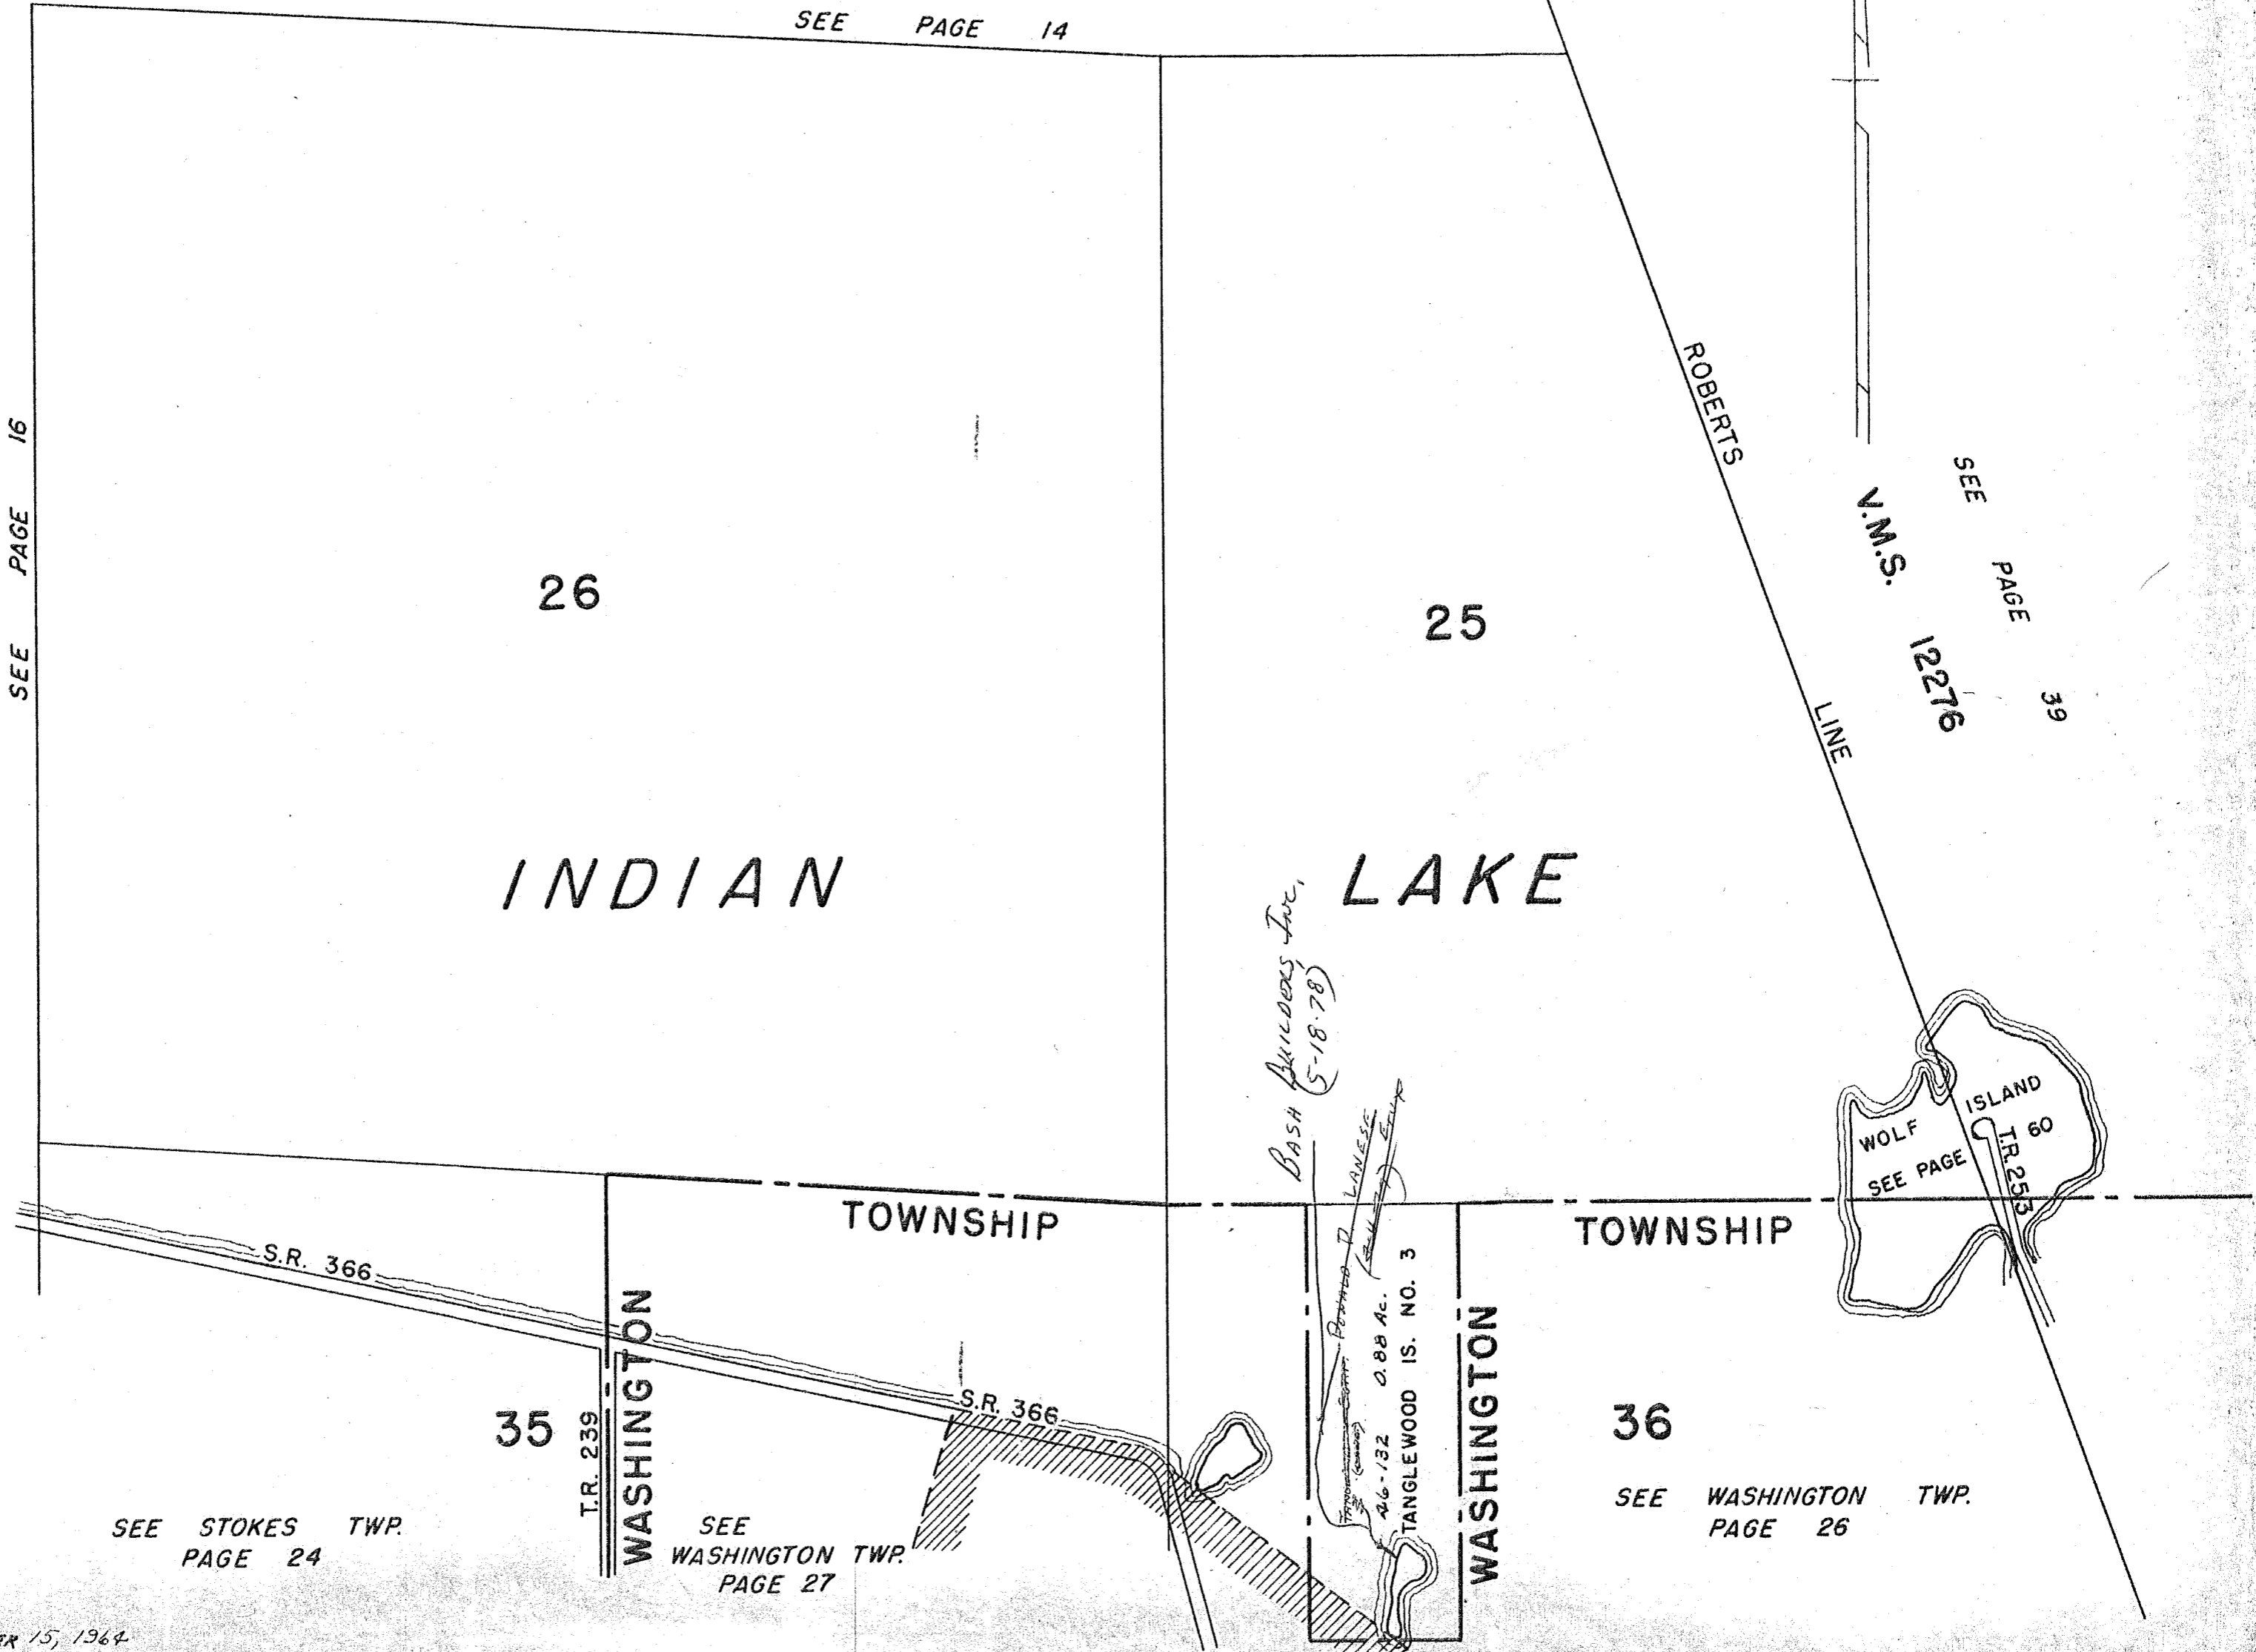 SEE PAGE 14
SEE PAGE 16
ROBERTS LINE
V.M.S. 12276
SEE PAGE 39
26
25
INDIAN LAKE
BASH BUILDERS, INC.
(5-18-78)
DONALD D. LANESE
ETUX
46-132 0.88 Ac.
TANGLEWOOD IS. NO. 3
WOLF ISLAND
SEE PAGE 60
T.R. 253
TOWNSHIP
TOWNSHIP
S.R. 366
S.R. 366
WASHINGTON
WASHINGTON
T.R. 239
35
36
SEE STOKES TWP.
PAGE 24
SEE
WASHINGTON TWP.
PAGE 27
SEE WASHINGTON TWP.
PAGE 26
15, 1964